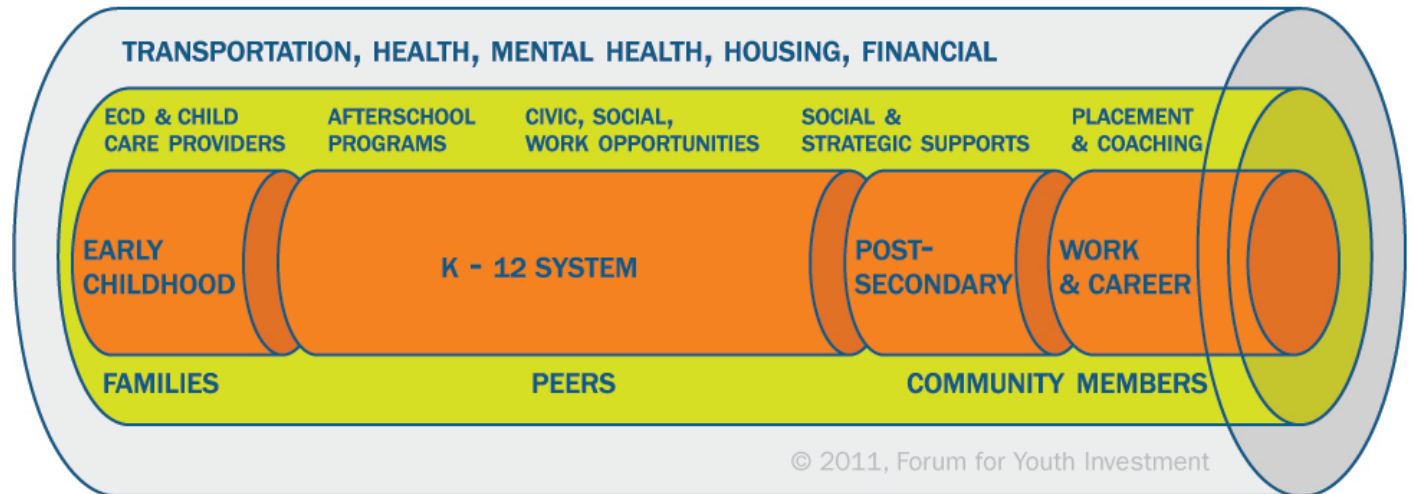 TRANSPORTATION, HEALTH, MENTAL HEALTH, HOUSING, FINANCIAL
ECD & CHILD
CARE PROVIDERS
AFTERSCHOOL
PROGRAMS
CIVIC, SOCIAL,
WORK OPPORTUNITIES
SOCIAL &
STRATEGIC SUPPORTS
PLACEMENT
& COACHING
EARLY
CHILDHOOD
K - 12 SYSTEM
POST-
SECONDARY
WORK
& CAREER
FAMILIES
PEERS
COMMUNITY MEMBERS
© 2011, Forum for Youth Investment